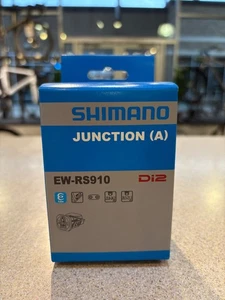 SHIMANO
JUNCTION (A)
EW-RS910 Di2